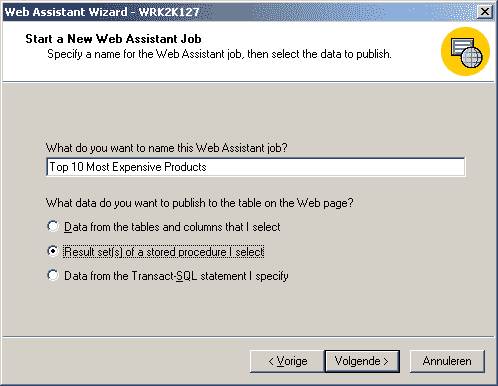 Web Assistant Wizard - WRK2K127
Start a New Web Assistant Job
Specify a name for the Web Assistant job, then select the data to publish.
What do you want to name this Web Assistant job?
Top 10 Most Expensive Products
What data do you want to publish to the table on the Web page?
Data from the tables and columns that I select
Result set(s) of a stored procedure I select
Data from the Transact-SQL statement I specify
< Vorige
Volgende >
Annuleren